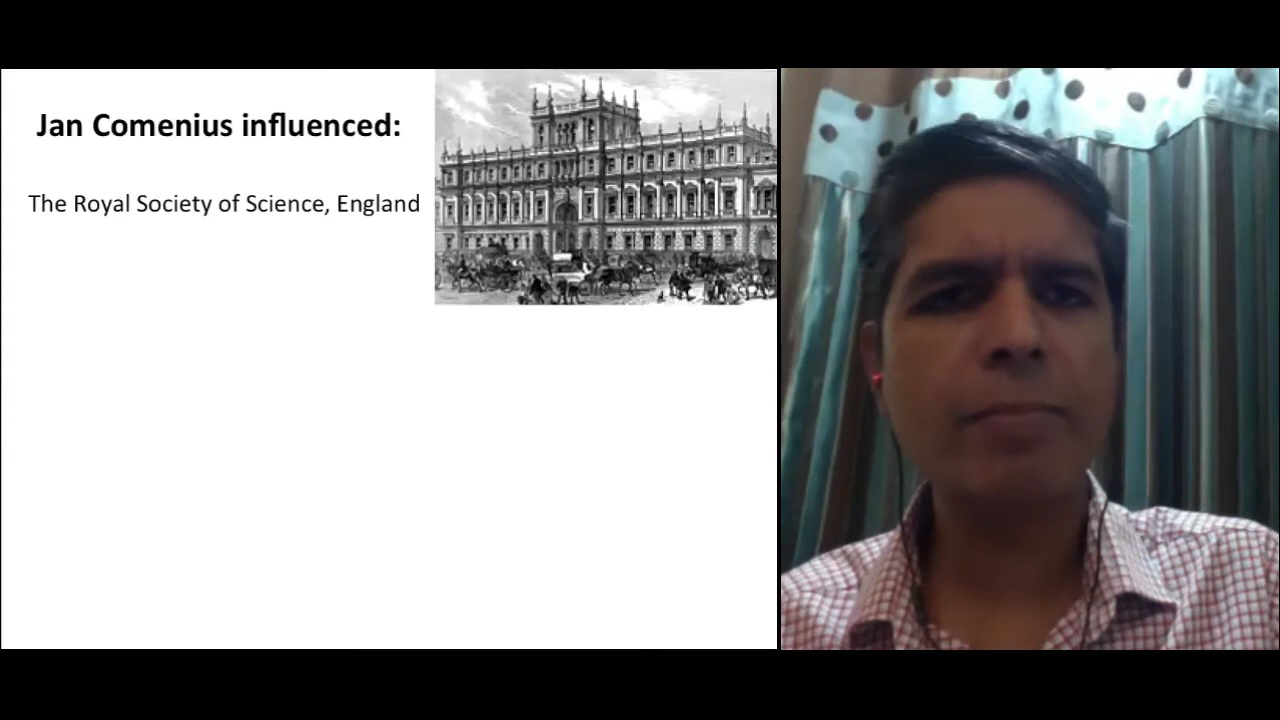 Jan Comenius influenced:
The Royal Society of Science, England